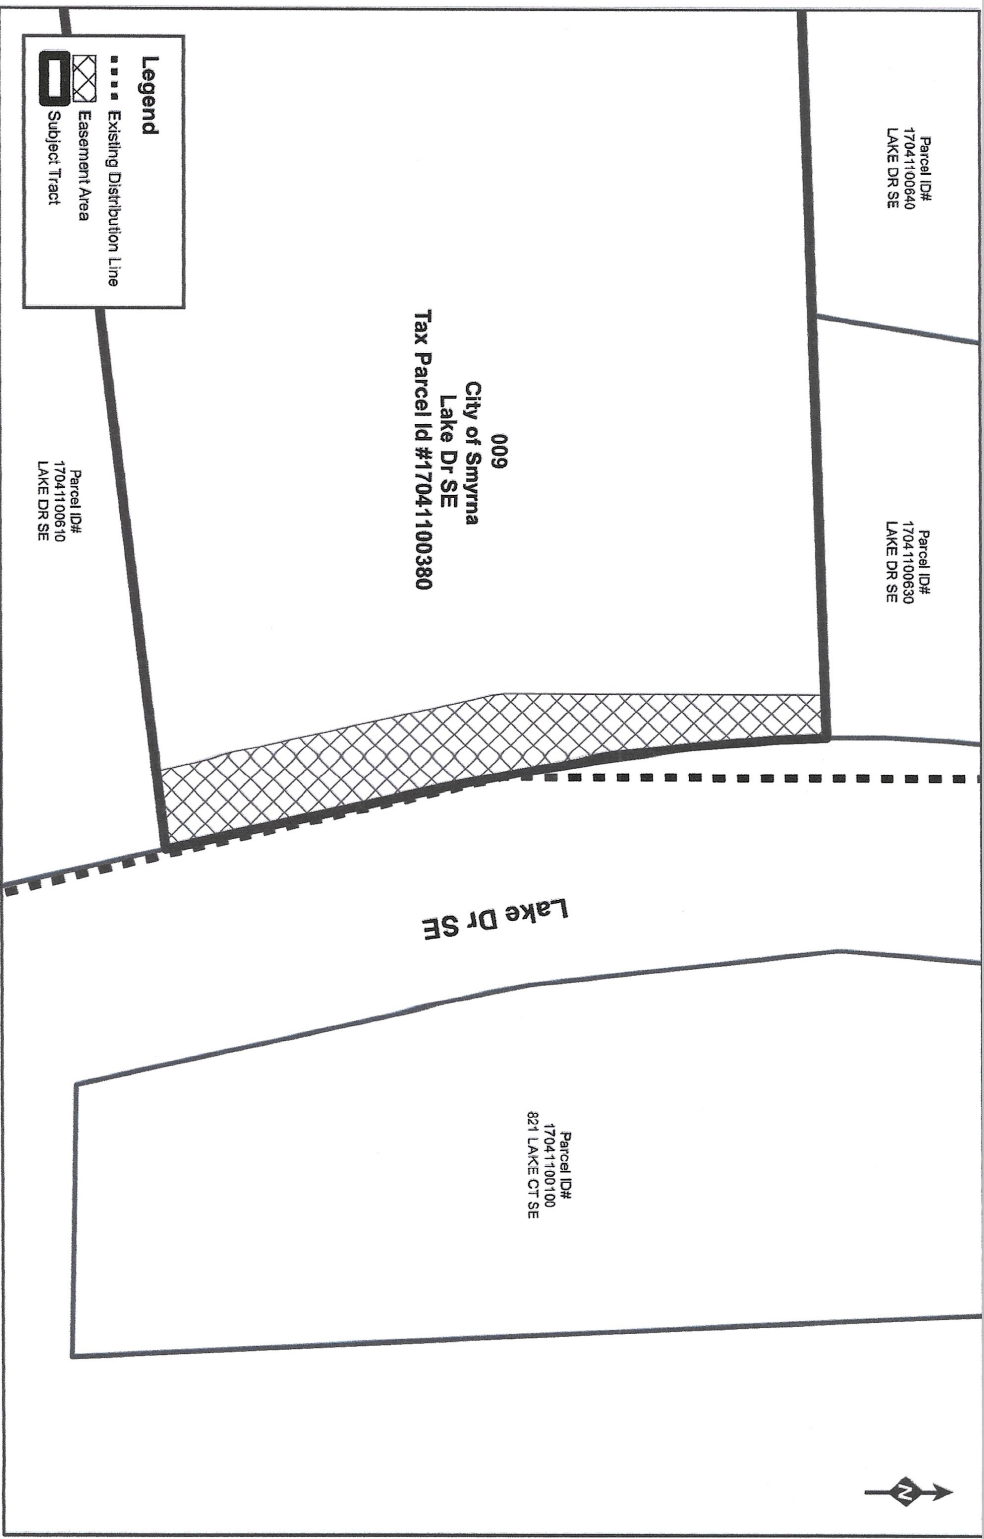 Parcel ID#
17041100640
LAKE DR SE
Parcel ID#
17041100630
LAKE DR SE
009
City of Smyrna
Lake Dr SE
Tax Parcel Id #17041100380
Lake Dr SE
Parcel ID#
17041100100
821 LAKE CT SE
Parcel ID#
17041100610
LAKE DR SE
Legend
Existing Distribution Line
Easement Area
Subject Tract
N